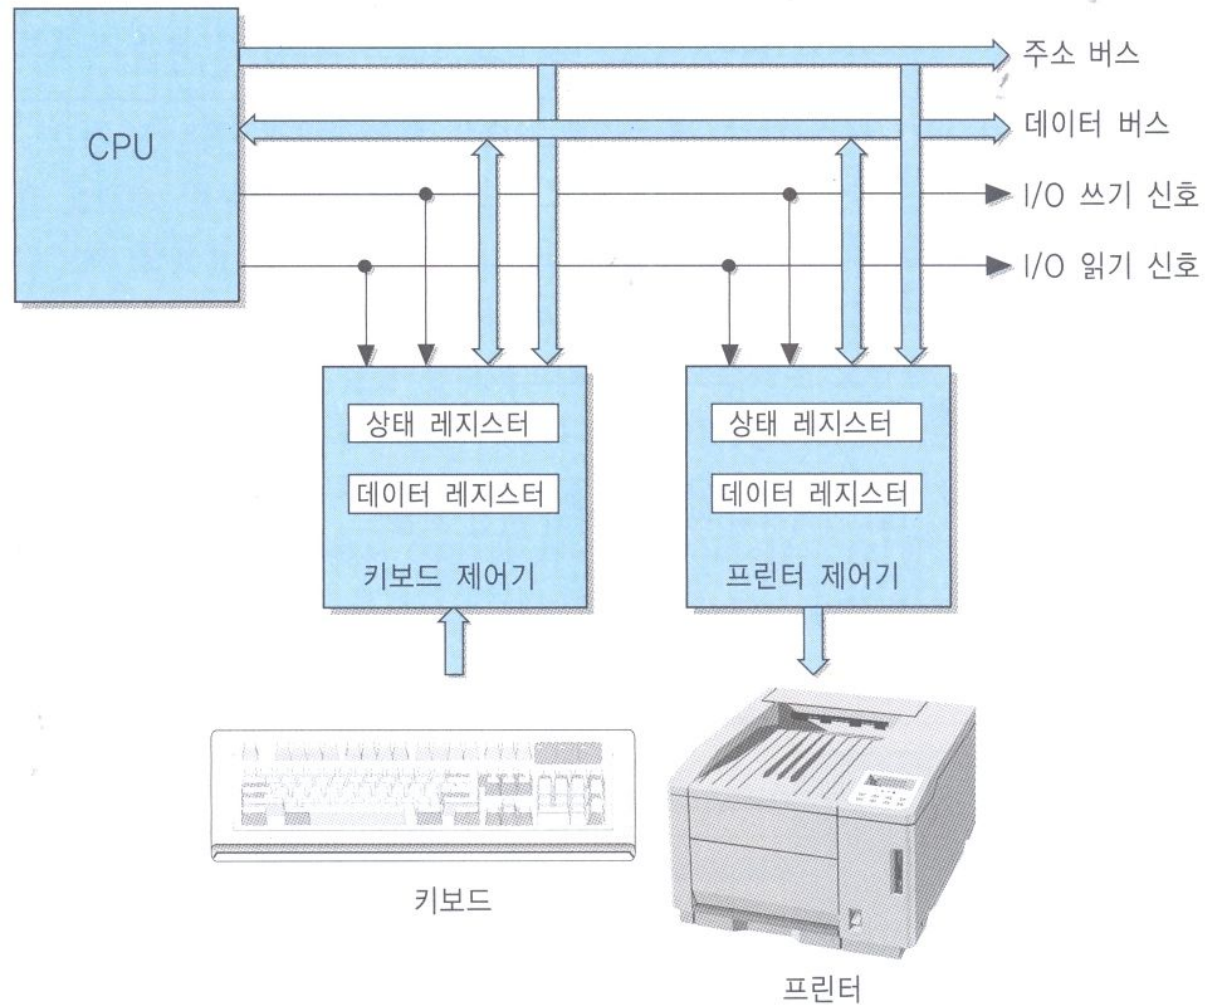 주소 버스
CPU
데이터 버스
I/O 쓰기 신호
I/O 읽기 신호
상태 레지스터
데이터 레지스터
키보드 제어기
상태 레지스터
데이터 레지스터
프린터 제어기
키보드
프린터